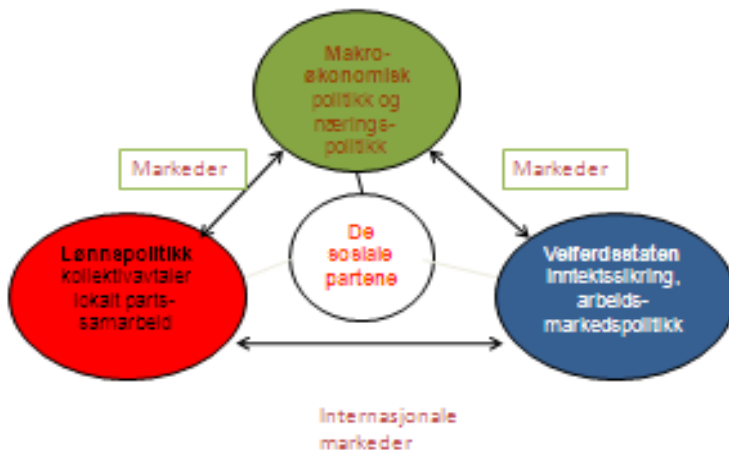 Makro-
økonomisk
politikk og
nærings-
politikk
Markeder
Markeder
De
sosiale
partene
Lønnspolitikk
kollektivavtaler
lokalt parts-
samarbeid
Velferdsstaten
Inntektssikring,
arbeids-
markedspolitikk
Internasjonale
markeder